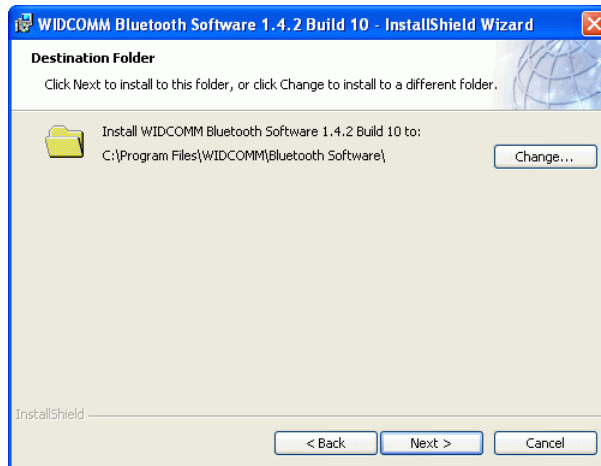 WIDCOMM Bluetooth Software 1.4.2 Build 10 - InstallShield Wizard
Destination Folder
Click Next to install to this folder, or click Change to install to a different folder.
Install WIDCOMM Bluetooth Software 1.4.2 Build 10 to:
C:\Program Files\WIDCOMM\Bluetooth Software\
Change...
InstallShield
< Back
Next >
Cancel